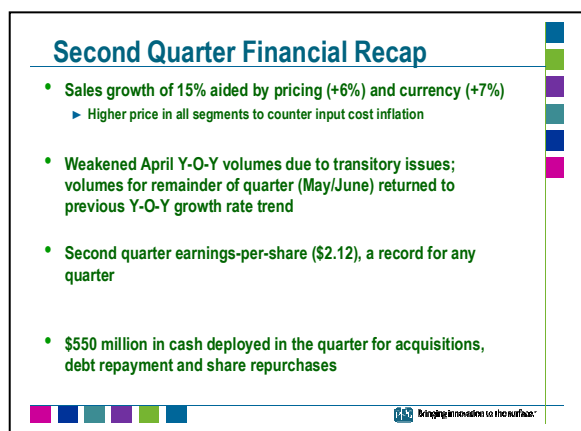 Second Quarter Financial Recap
• Sales growth of 15% aided by pricing (+6%) and currency (+7%)
► Higher price in all segments to counter input cost inflation
• Weakened April Y-O-Y volumes due to transitory issues;
volumes for remainder of quarter (May/June) returned to
previous Y-O-Y growth rate trend
• Second quarter earnings-per-share ($2.12), a record for any
quarter
• $550 million in cash deployed in the quarter for acquisitions,
debt repayment and share repurchases
PPG Bringing innovation to the surface.™